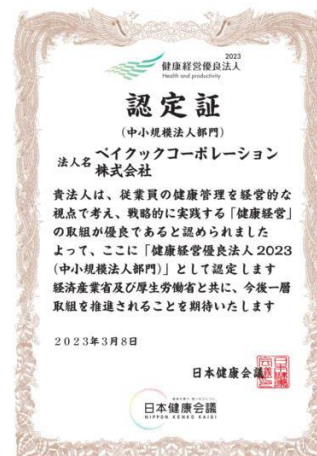 2023
健康経営優良法人
Health and productivity
認定証
(中小規模法人部門)
法人名 ベイクックコーポレーション
株式会社
貴法人は、従業員の健康管理を経営的な
視点で考え、戦略的に実践する「健康経営」
の取組が優良であると認められました
よって、ここに「健康経営優良法人2023
(中小規模法人部門)」として認定します
経済産業省及び厚生労働省と共に、今後一層
取組を推進されることを期待いたします
2023年3月8日
日本健康会議
日本健康会議
NIPPON KENKO KAIGI